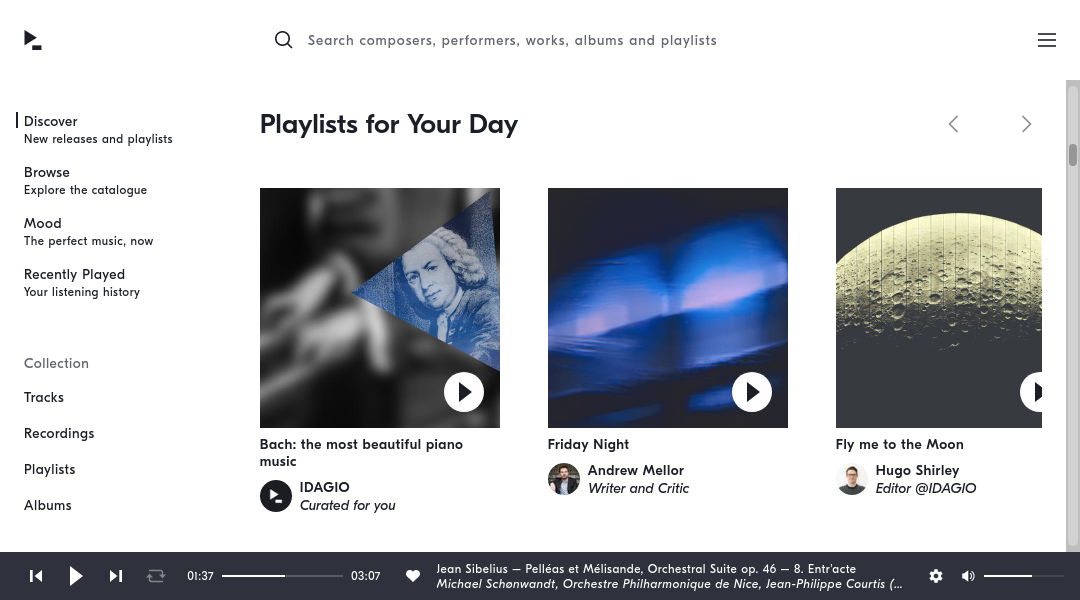 Search composers, performers, works, albums and playlists
Discover
New releases and playlists
Browse
Explore the catalogue
Mood
The perfect music, now
Recently Played
Your listening history
Collection
Tracks
Recordings
Playlists
Albums
Playlists for Your Day
Bach: the most beautiful piano
music
IDAGIO
Curated for you
Friday Night
Andrew Mellor
Writer and Critic
Fly me to the Moon
Hugo Shirley
Editor @IDAGIO
01:37
03:07
Jean Sibelius – Pelléas et Mélisande, Orchestral Suite op. 46 – 8. Entr'acte
Michael Schønwandt, Orchestre Philharmonique de Nice, Jean-Philippe Courtis (...